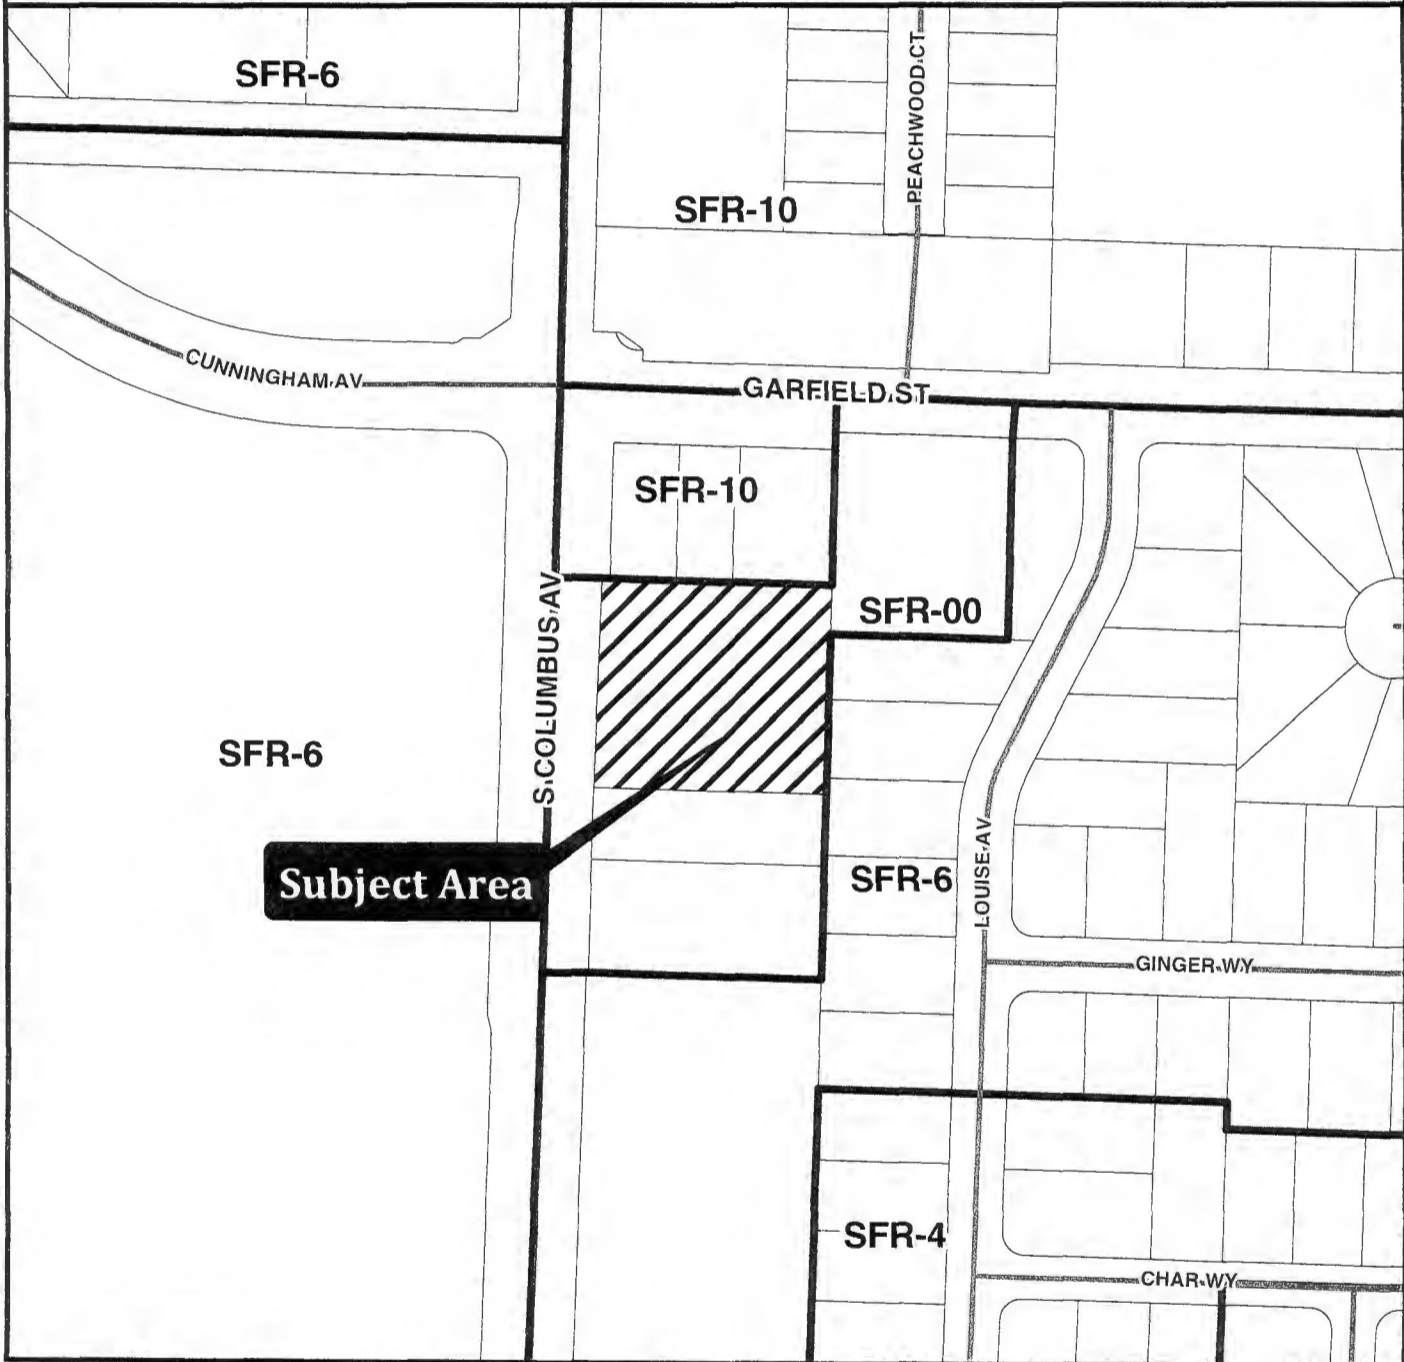 SFR-6
PEACHWOOD CT
SFR-10
CUNNINGHAM AV
GARFIELD ST
SFR-10
S COLUMBUS AV
SFR-00
SFR-6
Subject Area
SFR-6
LOUISE AV
GINGER WY
SFR-4
CHAR WY